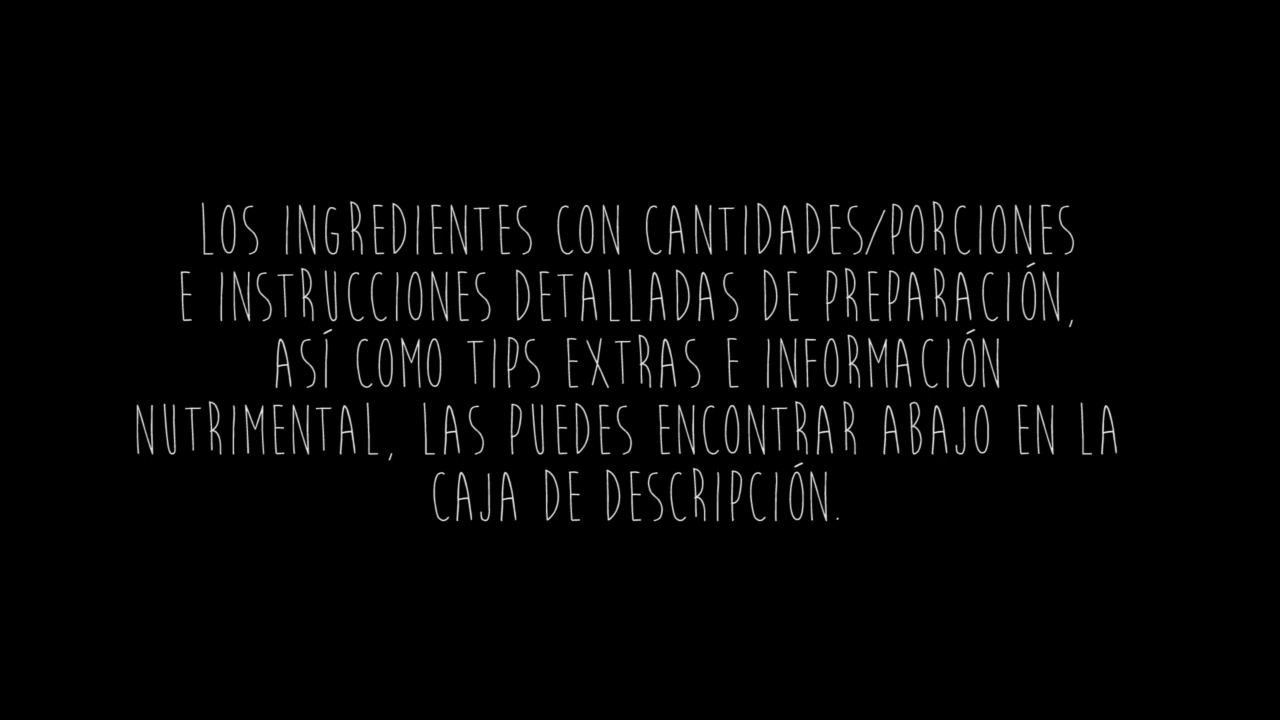 LOS INGREDIENTES CON CANTIDADES/PORCIONES
E INSTRUCCIONES DETALLADAS DE PREPARACIÓN,
ASÍ COMO TIPS EXTRAS E INFORMACIÓN
NUTRIMENTAL, LAS PUEDES ENCONTRAR ABAJO EN LA
CAJA DE DESCRIPCIÓN.